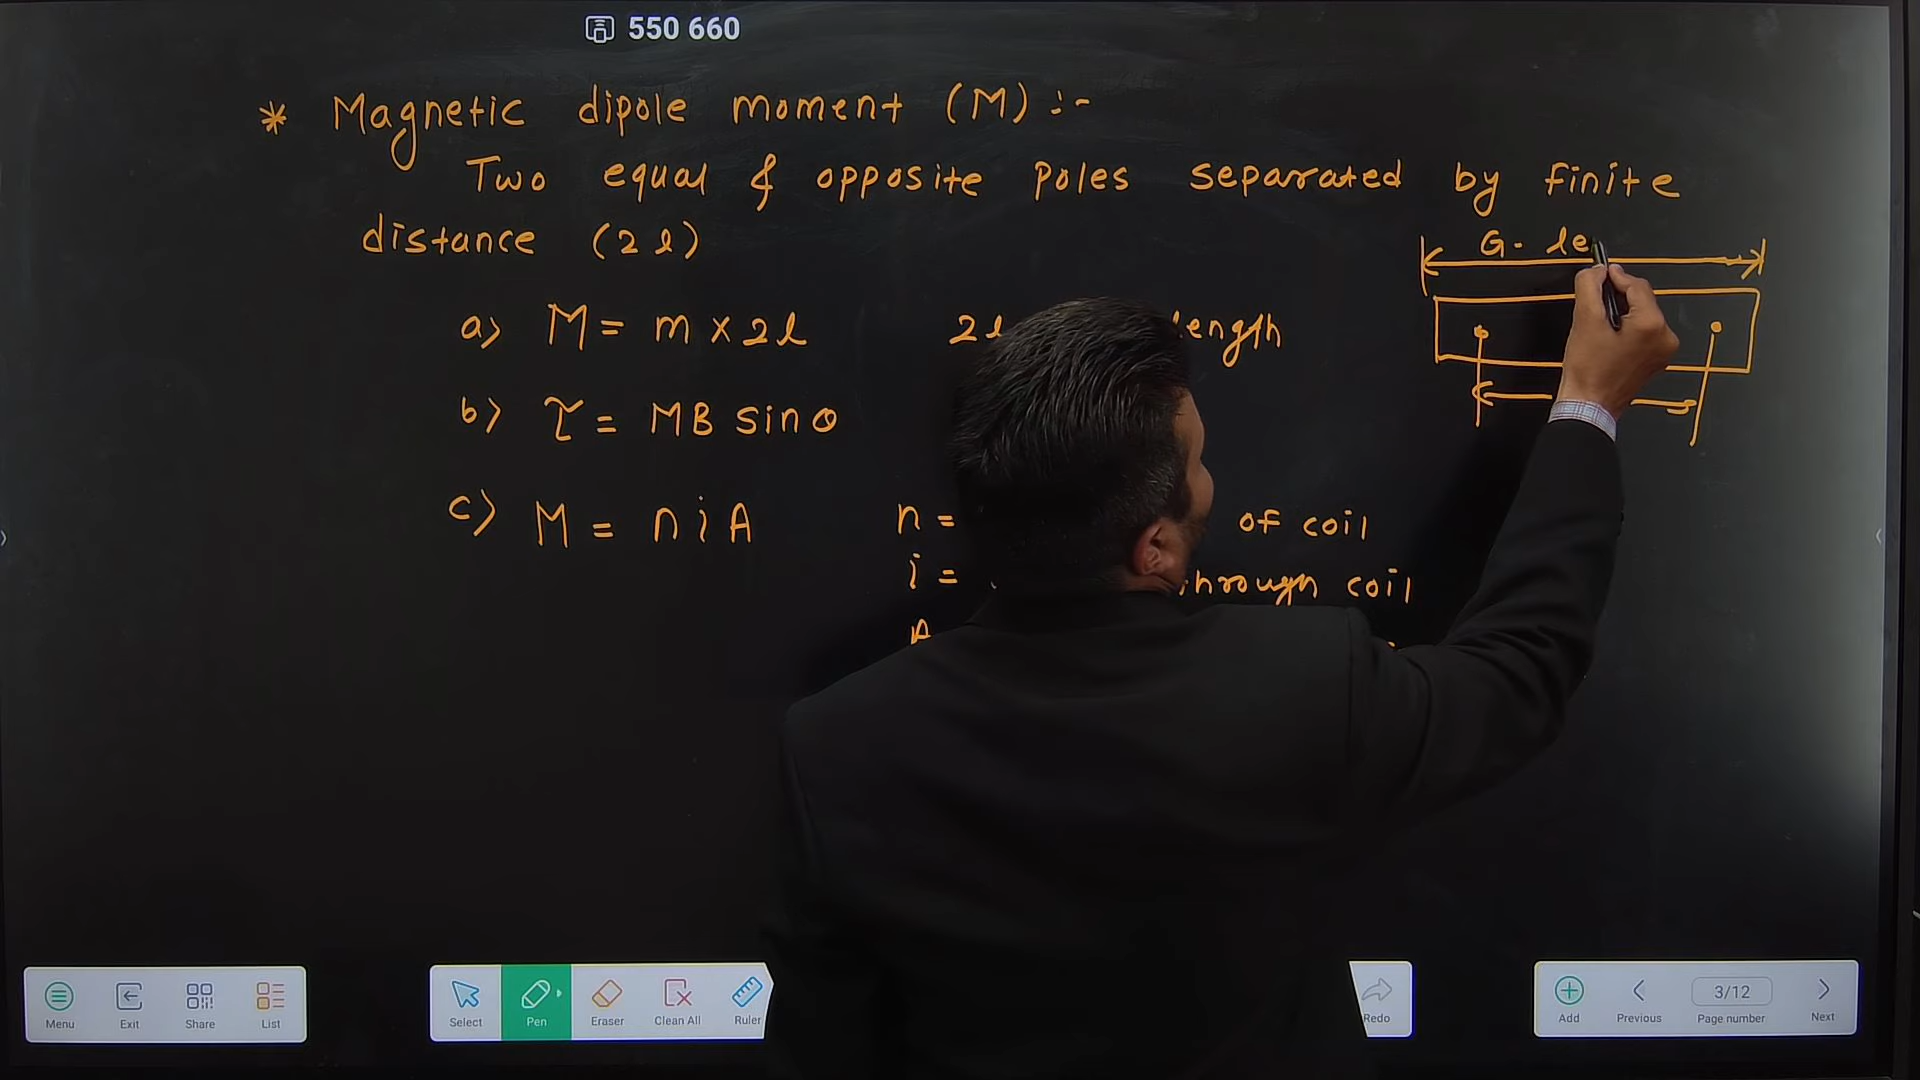 550 660
* Magnetic dipole moment (M) :-
Two equal & opposite poles separated by finite
distance (2l)
G. le
a) M = m × 2l 2l length
b) τ = MB sinθ
c) M = niA n = of coil
i = through coil
A
Menu Exit Share List Select Pen Eraser Clean All Ruler Redo Add Previous 3/12 Page number Next